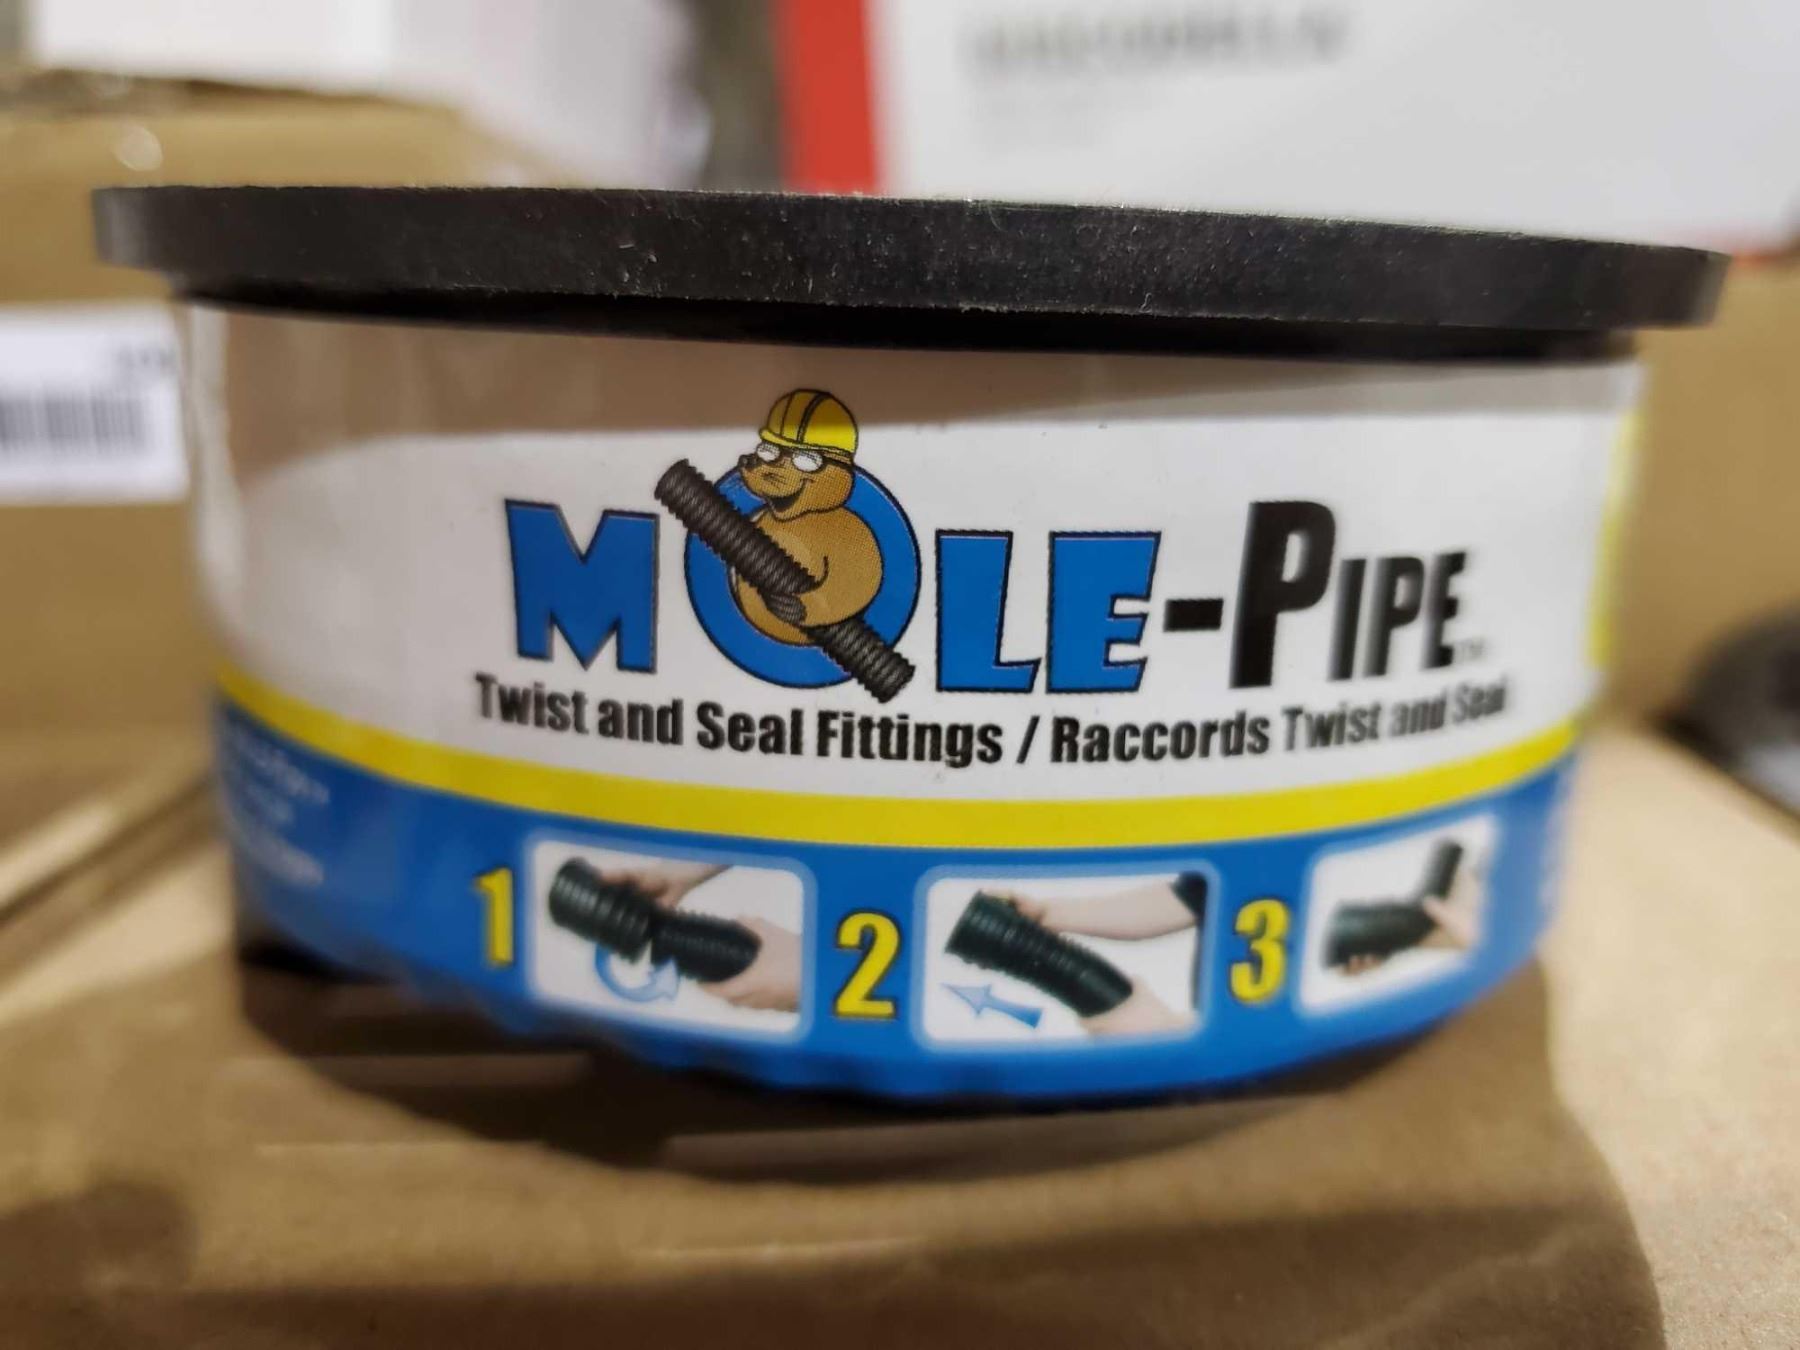 MOLE-PIPE
Twist and Seal Fittings / Raccords Twist and Seal
1 2 3